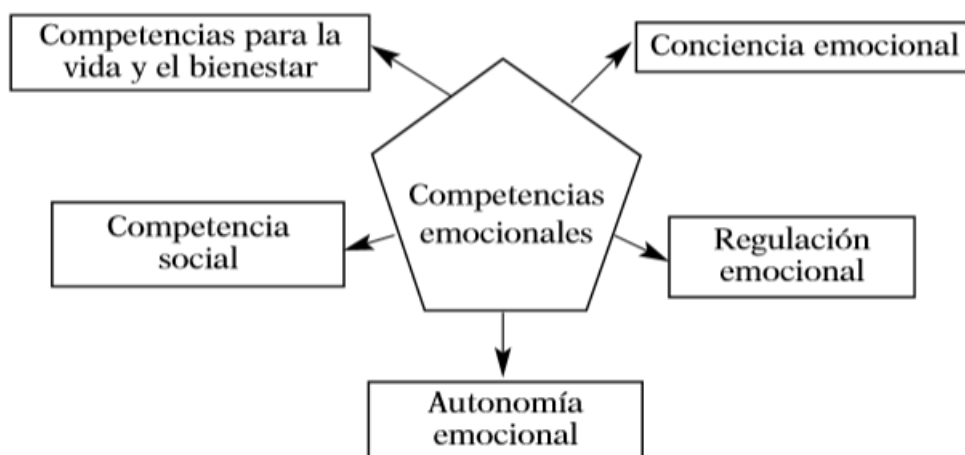 Competencias para la
vida y el bienestar
Conciencia emocional
Competencias
emocionales
Competencia
social
Regulación
emocional
Autonomía
emocional